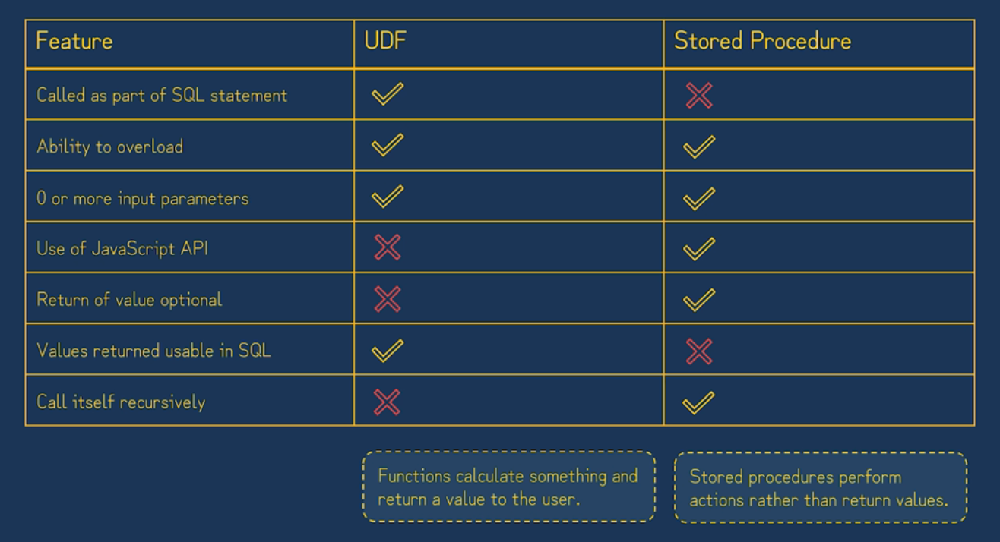 Feature UDF Stored Procedure
Called as part of SQL statement
Ability to overload
0 or more input parameters
Use of JavaScript API
Return of value optional
Values returned usable in SQL
Call itself recursively
Functions calculate something and
return a value to the user.
Stored procedures perform
actions rather than return values.